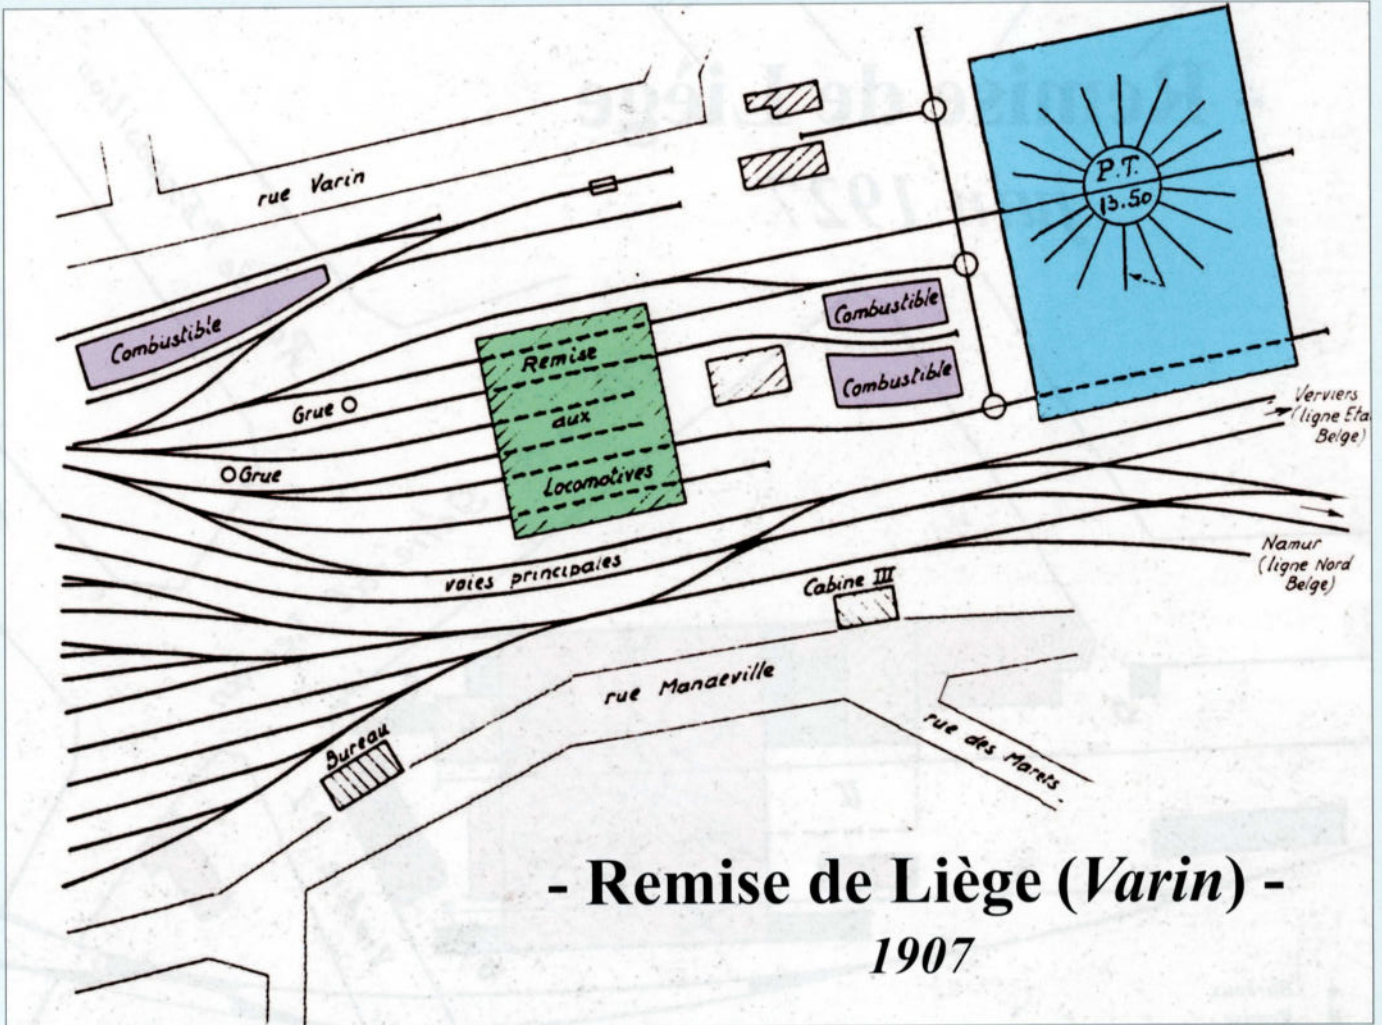 P.T.
13.50
rue Varin
Combustible
Combustible
Combustible
Remise
aux
Locomotives
Grue
Grue
Verviers
(ligne Eta
Belge)
voies principales
Namur
(ligne Nord
Belge)
Cabine III
rue Manaeville
rue des Marets
Bureau
- Remise de Liège (Varin) -
1907